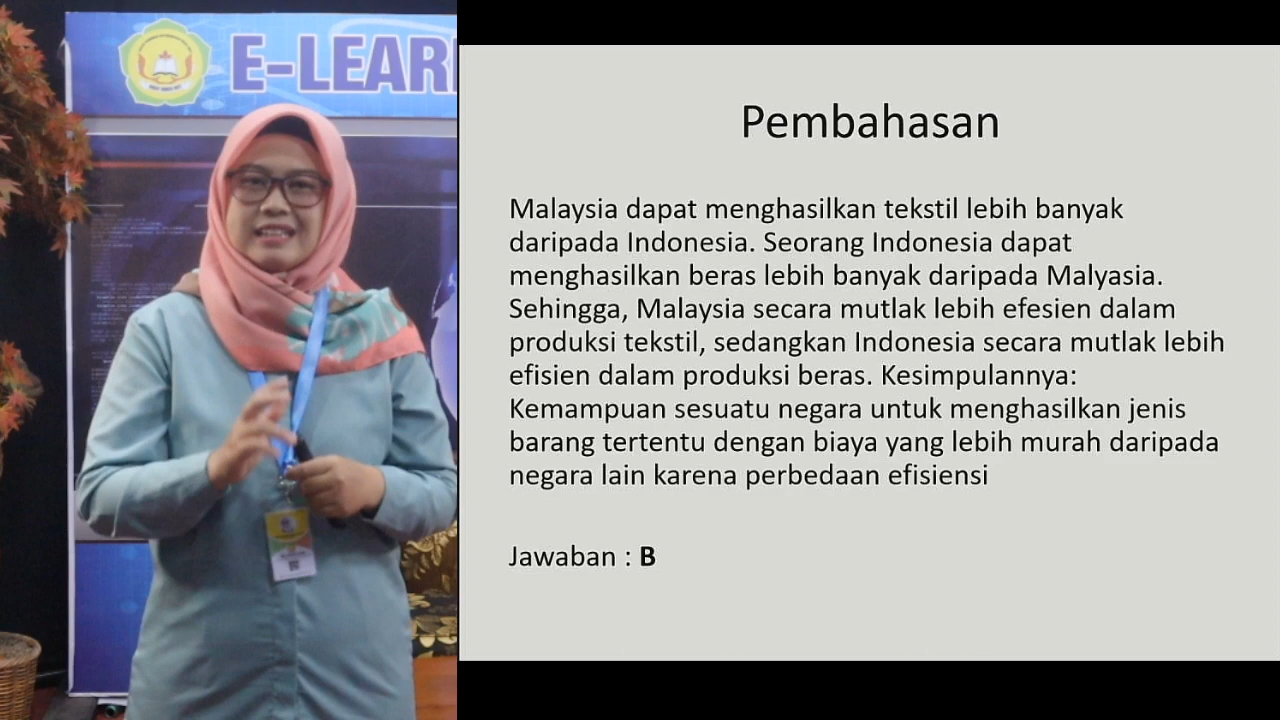 E-LEAR
Pembahasan
Malaysia dapat menghasilkan tekstil lebih banyak
daripada Indonesia. Seorang Indonesia dapat
menghasilkan beras lebih banyak daripada Malyasia.
Sehingga, Malaysia secara mutlak lebih efesien dalam
produksi tekstil, sedangkan Indonesia secara mutlak lebih
efisien dalam produksi beras. Kesimpulannya:
Kemampuan sesuatu negara untuk menghasilkan jenis
barang tertentu dengan biaya yang lebih murah daripada
negara lain karena perbedaan efisiensi
Jawaban : B